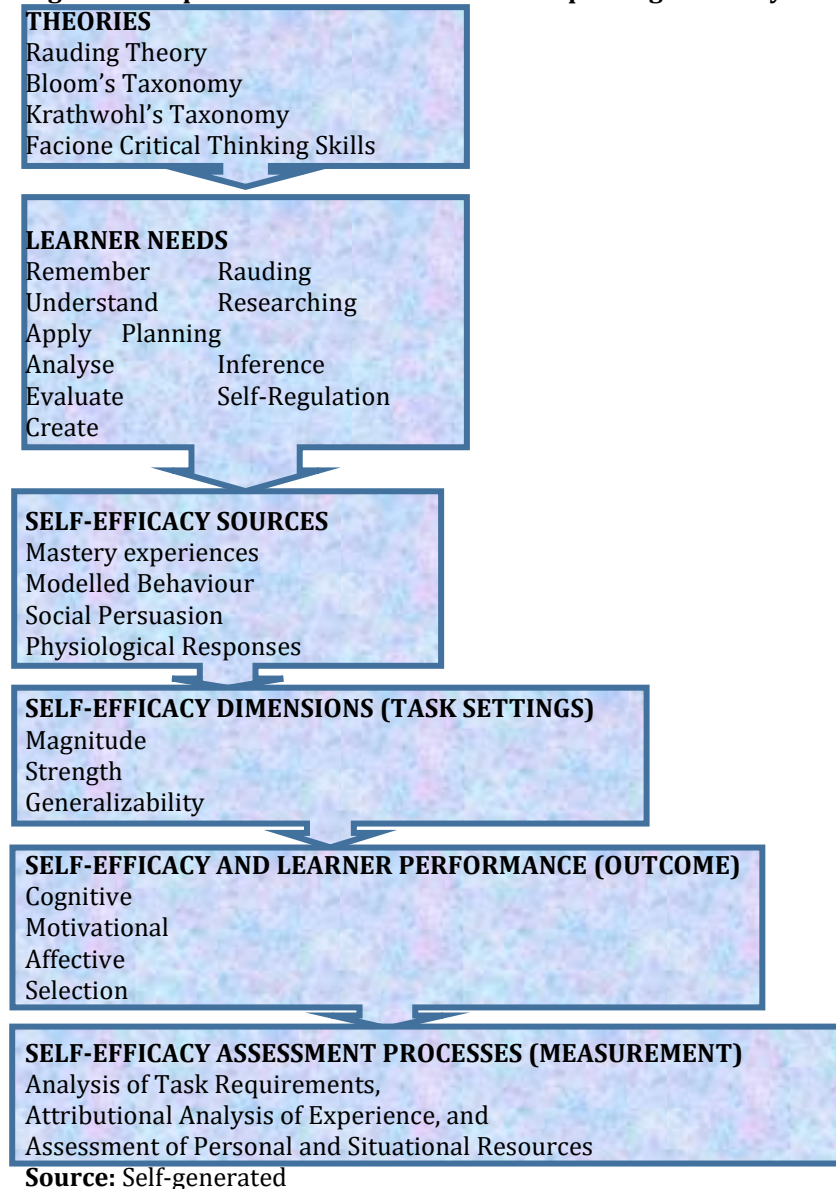 THEORIES
Rauding Theory
Bloom's Taxonomy
Krathwohl's Taxonomy
Facione Critical Thinking Skills
LEARNER NEEDS
Remember Rauding
Understand Researching
Apply Planning
Analyse Inference
Evaluate Self-Regulation
Create
SELF-EFFICACY SOURCES
Mastery experiences
Modelled Behaviour
Social Persuasion
Physiological Responses
SELF-EFFICACY DIMENSIONS (TASK SETTINGS)
Magnitude
Strength
Generalizability
SELF-EFFICACY AND LEARNER PERFORMANCE (OUTCOME)
Cognitive
Motivational
Affective
Selection
SELF-EFFICACY ASSESSMENT PROCESSES (MEASUREMENT)
Analysis of Task Requirements,
Attributional Analysis of Experience, and
Assessment of Personal and Situational Resources
Source: Self-generated